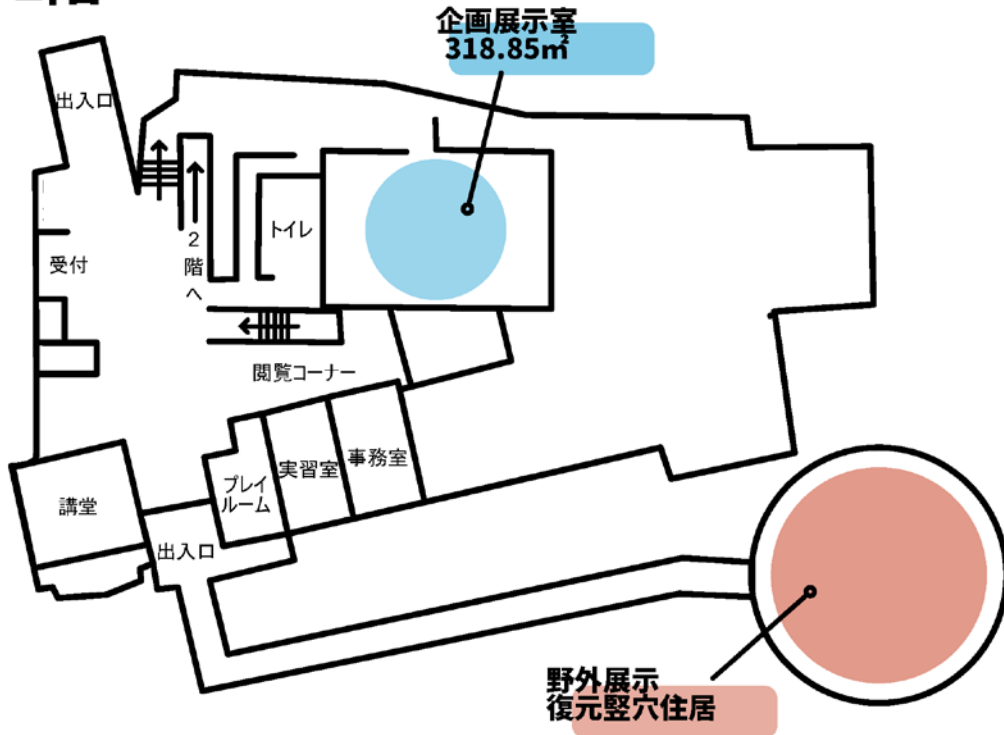 企画展示室
318.85㎡
出入口
2階へ
トイレ
受付
閲覧コーナー
プレイ
ルーム
実習室
事務室
講堂
出入口
野外展示
復元竪穴住居